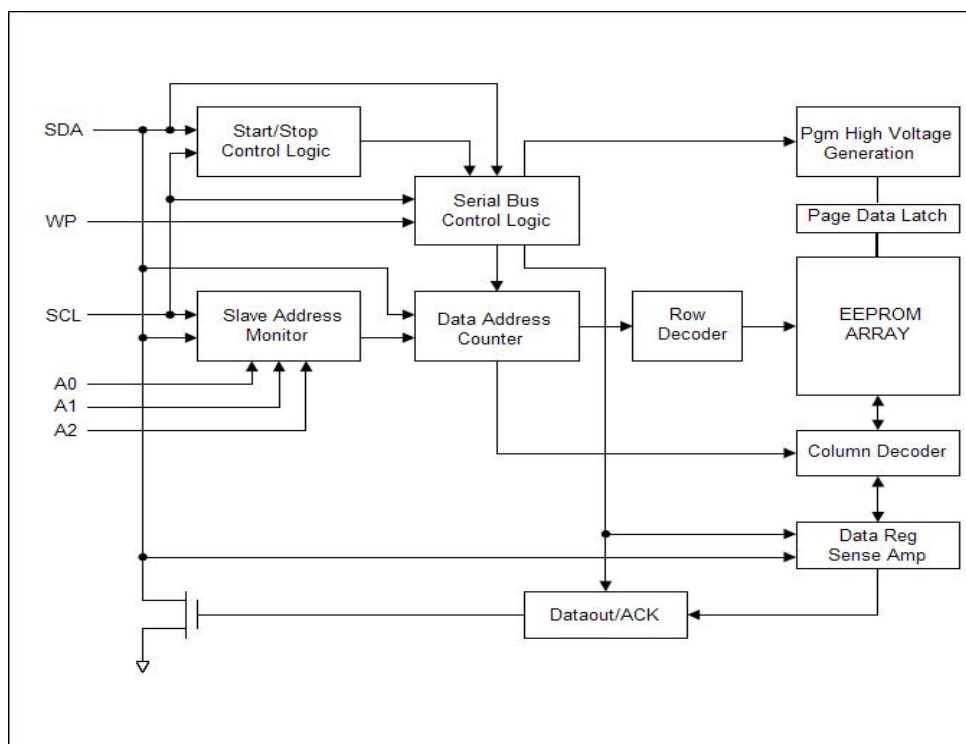 SDA
Start/Stop
Control Logic
Pgm High Voltage
Generation
Serial Bus
Control Logic
WP
Page Data Latch
SCL
Slave Address
Monitor
Data Address
Counter
Row
Decoder
EEPROM
ARRAY
A0
A1
A2
Column Decoder
Data Reg
Sense Amp
Dataout/ACK